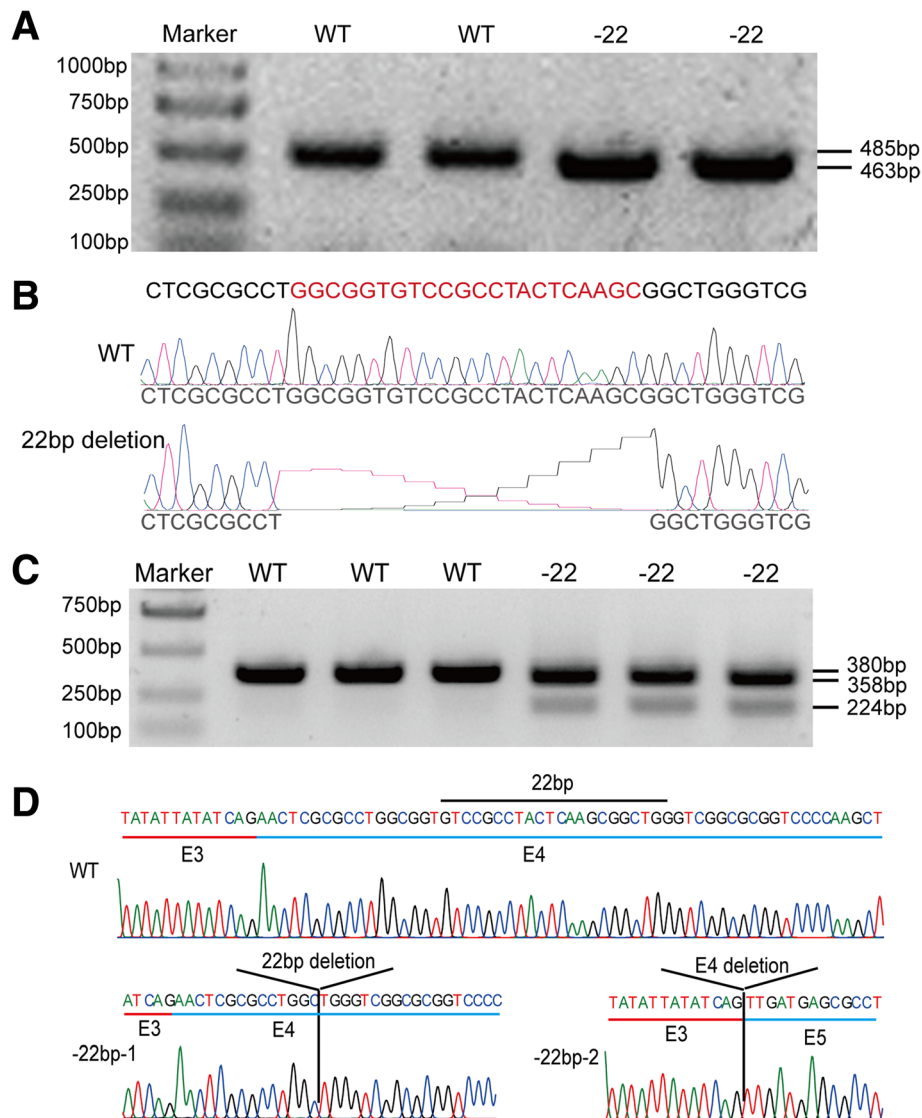 A
Marker WT WT -22 -22
1000bp
750bp
500bp
250bp
100bp
485bp
463bp
B
CTCGCGCCTGGCGGTGTCCGCCTACTCAAGCGGCTGGGTCG
WT
CTCGCGCCTGGCGGTGTCCGCCTACTCAAGCGGCTGGGTCG
22bp deletion
CTCGCGCCT GGCTGGGTCG
C
Marker WT WT WT -22 -22 -22
750bp
500bp
250bp
100bp
380bp
358bp
224bp
D
22bp
TATATTATATCAGAACTCGCGCCTGGCGGTGTCCGCCTACTCAAGCGGCTGGGTCGGCGCGGTCCCCAAGCT
E3 E4
WT
22bp deletion E4 deletion
ATCAGAACTCGCGCCTGGCTGGGTCGGCGCGGTCCCC TATATTATATCAGTTGATGAGCGCCT
E3 E4 E3 E5
-22bp-1 -22bp-2